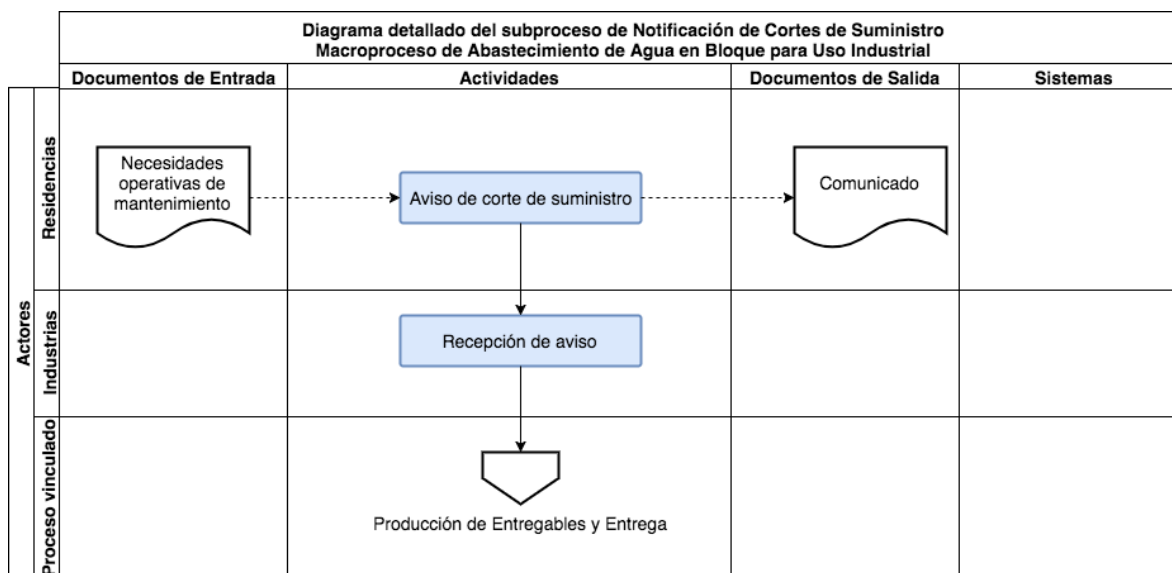 Diagrama detallado del subproceso de Notificación de Cortes de Suministro
Macroproceso de Abastecimiento de Agua en Bloque para Uso Industrial
Documentos de Entrada
Actividades
Documentos de Salida
Sistemas
Actores
Residencias
Necesidades
operativas de
mantenimiento
Aviso de corte de suministro
Comunicado
Industrias
Recepción de aviso
Proceso vinculado
Producción de Entregables y Entrega